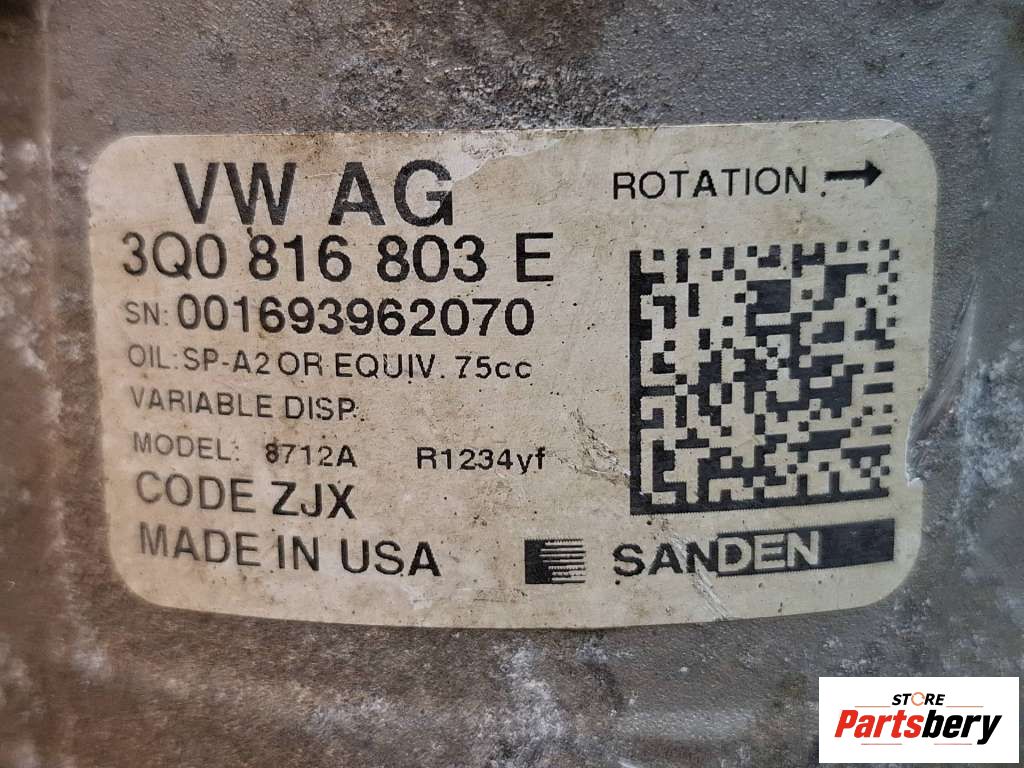 VW AG
ROTATION →
3Q0 816 803 E
SN: 001693962070
OIL: SP-A2 OR EQUIV. 75cc
VARIABLE DISP.
MODEL: 8712A R1234yf
CODE ZJX
MADE IN USA
SANDEN
STORE
Partsbery